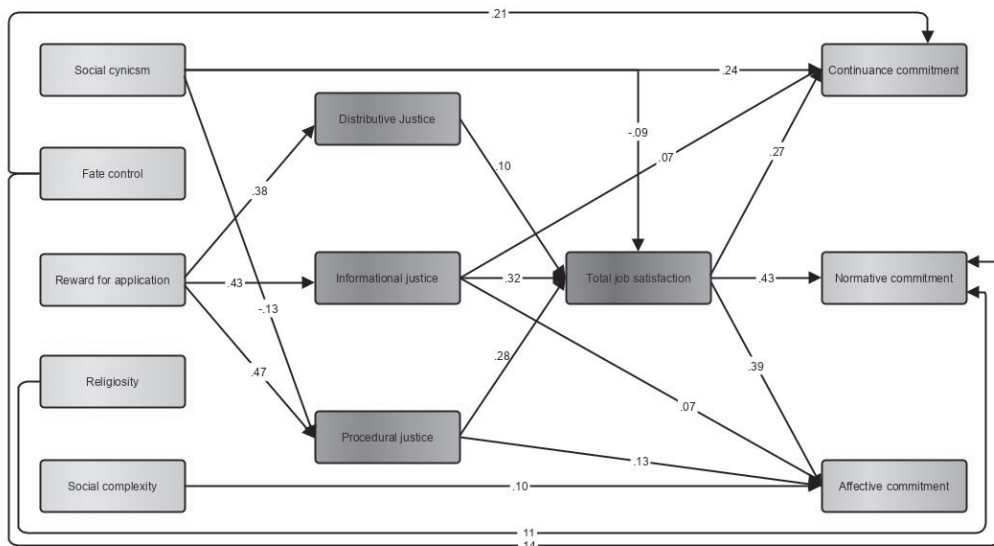 .21
Social cynicsm
.24
Continuance commitment
Distributive Justice
-.09
.07
.27
.10
Fate control
.38
Reward for application
.43
Informational justice
.32
Total job satisfaction
.43
Normative commitment
-.13
.47
.28
.39
Religiosity
.07
Procedural justice
.13
Social complexity
.10
Affective commitment
.11
.14